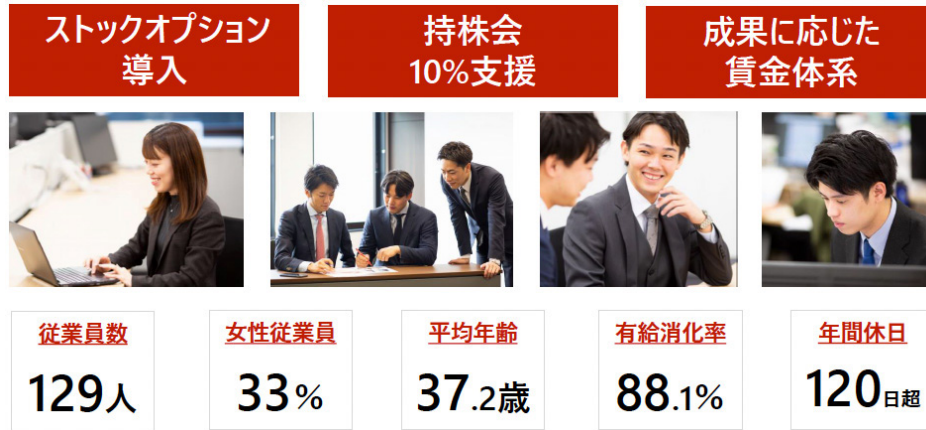 ストックオプション
導入
持株会
10%支援
成果に応じた
賃金体系
従業員数
129人
女性従業員
33%
平均年齢
37.2歳
有給消化率
88.1%
年間休日
120日超